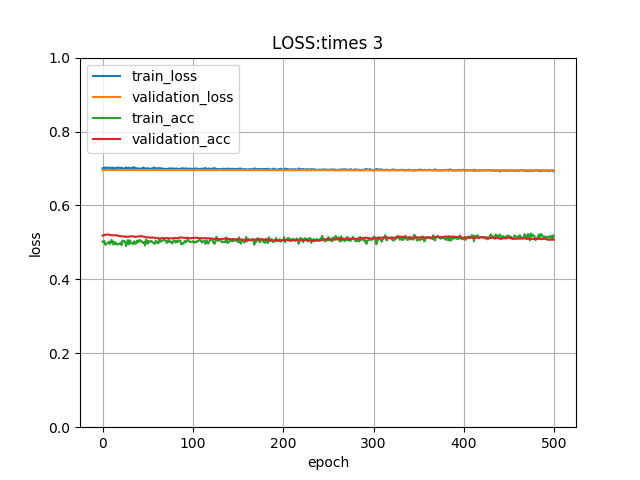 LOSS:times 3
1.0
train_loss
validation_loss
train_acc
validation_acc
0.8
0.6
loss
0.4
0.2
0.0
0 100 200 300 400 500
epoch